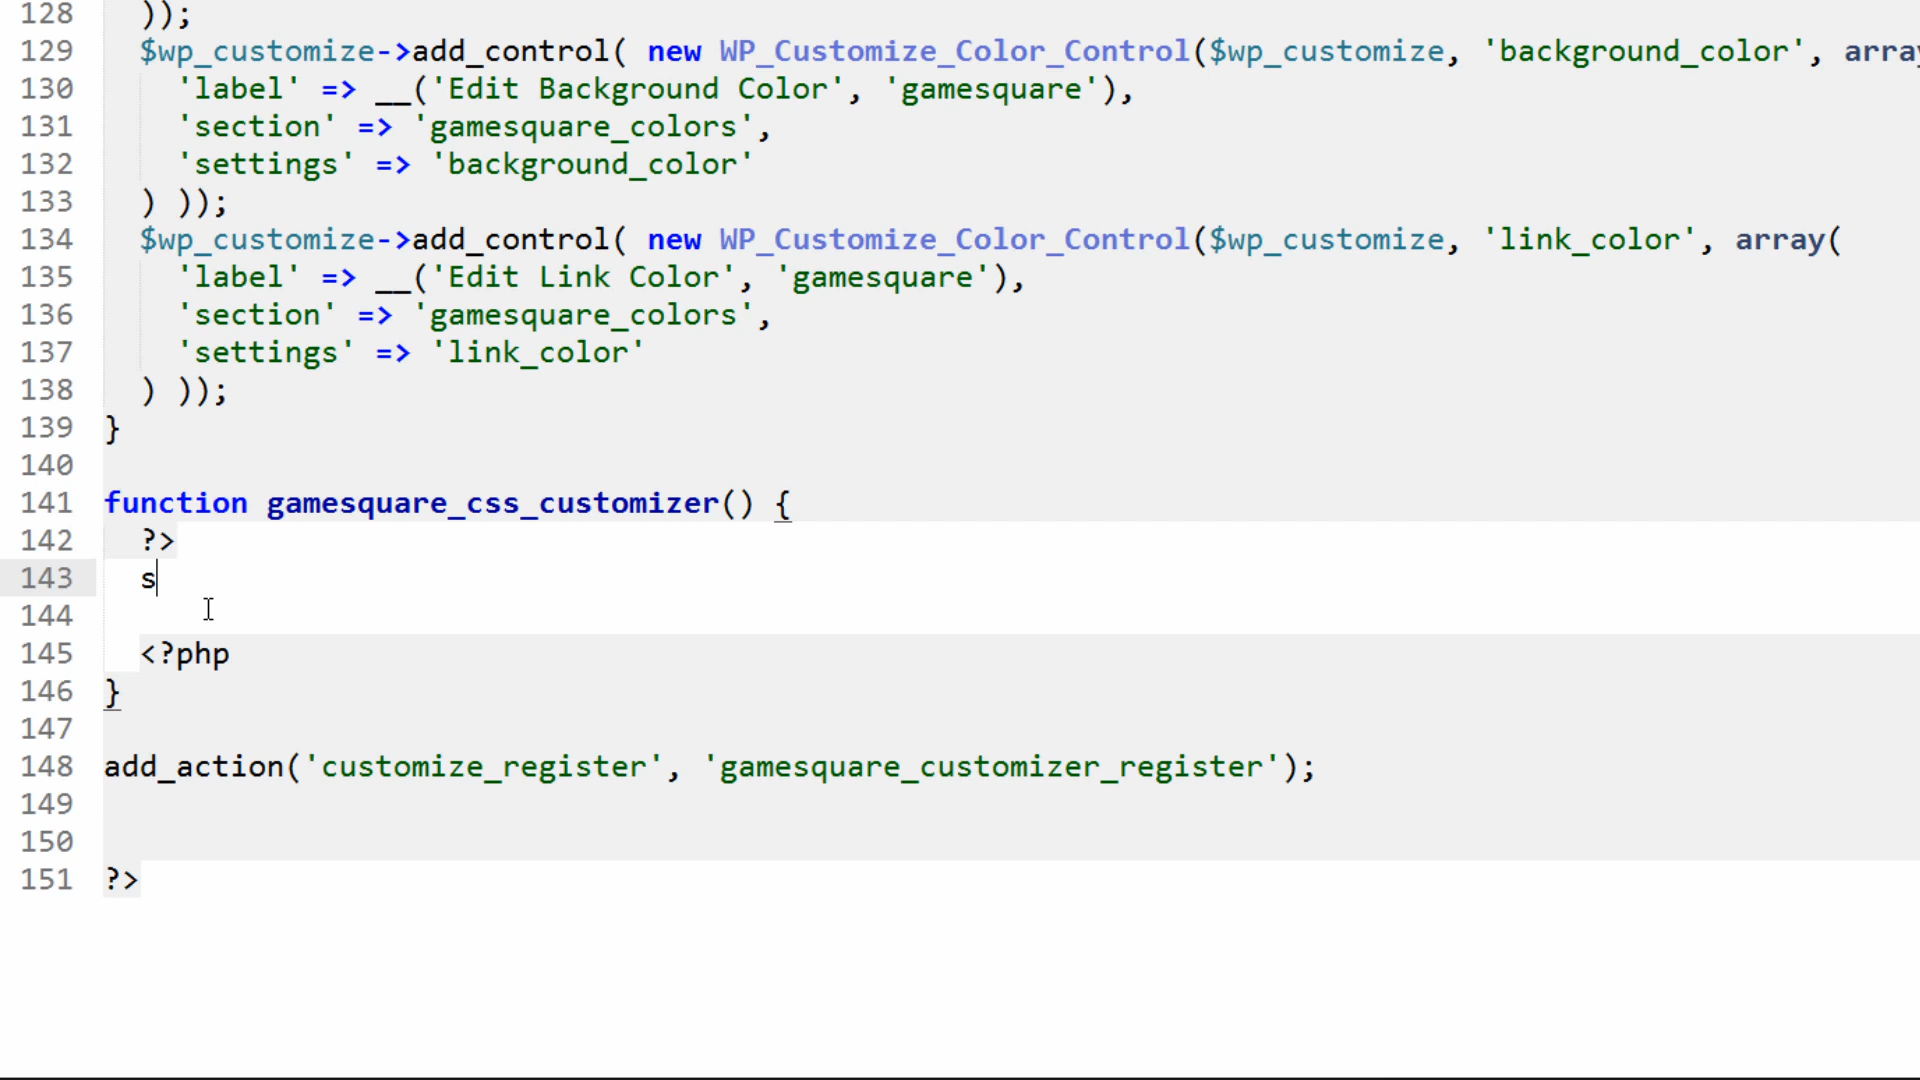 128 ));
129 $wp_customize->add_control( new WP_Customize_Color_Control($wp_customize, 'background_color', array
130 'label' => __('Edit Background Color', 'gamesquare'),
131 'section' => 'gamesquare_colors',
132 'settings' => 'background_color'
133 ) ));
134 $wp_customize->add_control( new WP_Customize_Color_Control($wp_customize, 'link_color', array(
135 'label' => __('Edit Link Color', 'gamesquare'),
136 'section' => 'gamesquare_colors',
137 'settings' => 'link_color'
138 ) ));
139 }
140
141 function gamesquare_css_customizer() {
142 ?>
143 s
144
145 <?php
146 }
147
148 add_action('customize_register', 'gamesquare_customizer_register');
149
150
151 ?>